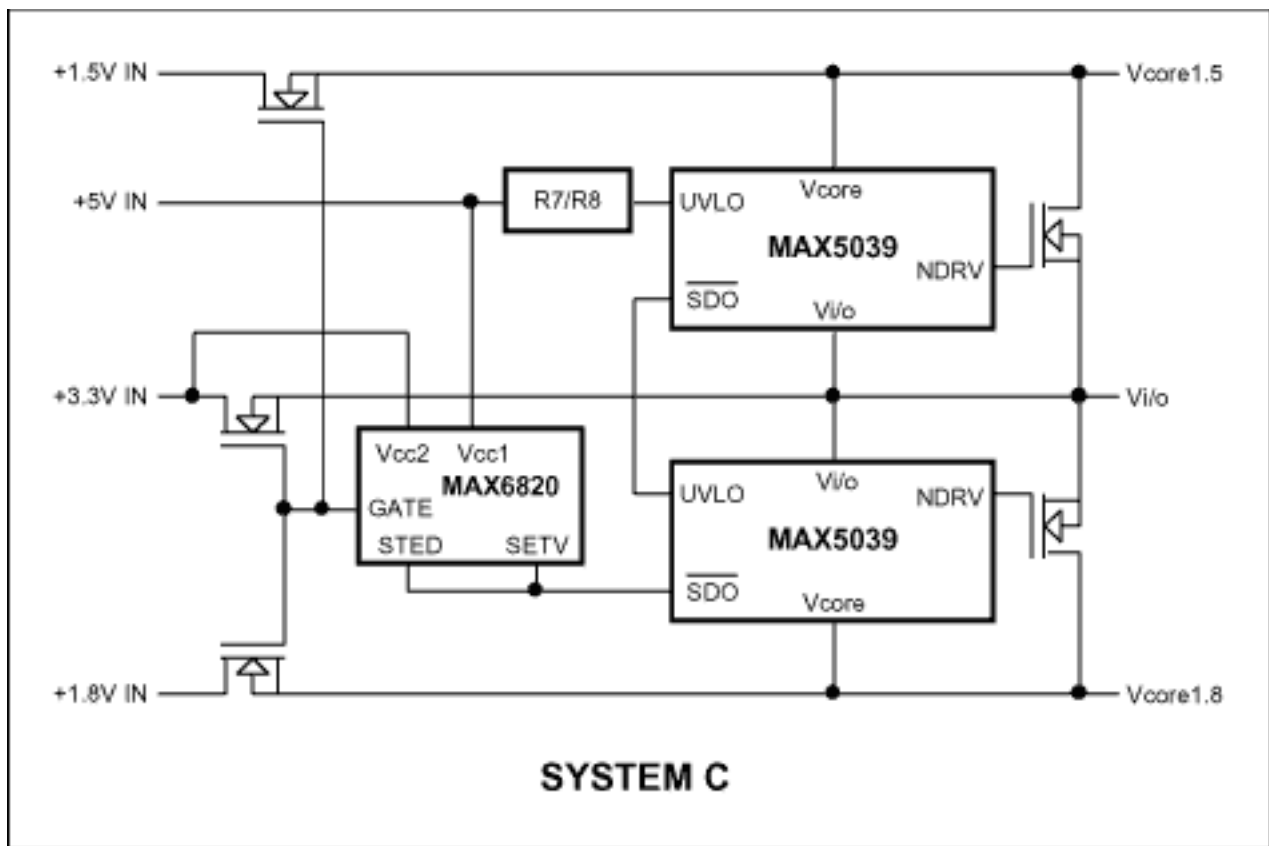 +1.5V IN
Vcore1.5
+5V IN
R7/R8
UVLO
Vcore
MAX5039
NDRV
SDO
Vi/o
+3.3V IN
Vi/o
Vcc2 Vcc1
MAX6820
GATE
STED SETV
UVLO
Vi/o
NDRV
MAX5039
SDO
Vcore
+1.8V IN
Vcore1.8
SYSTEM C